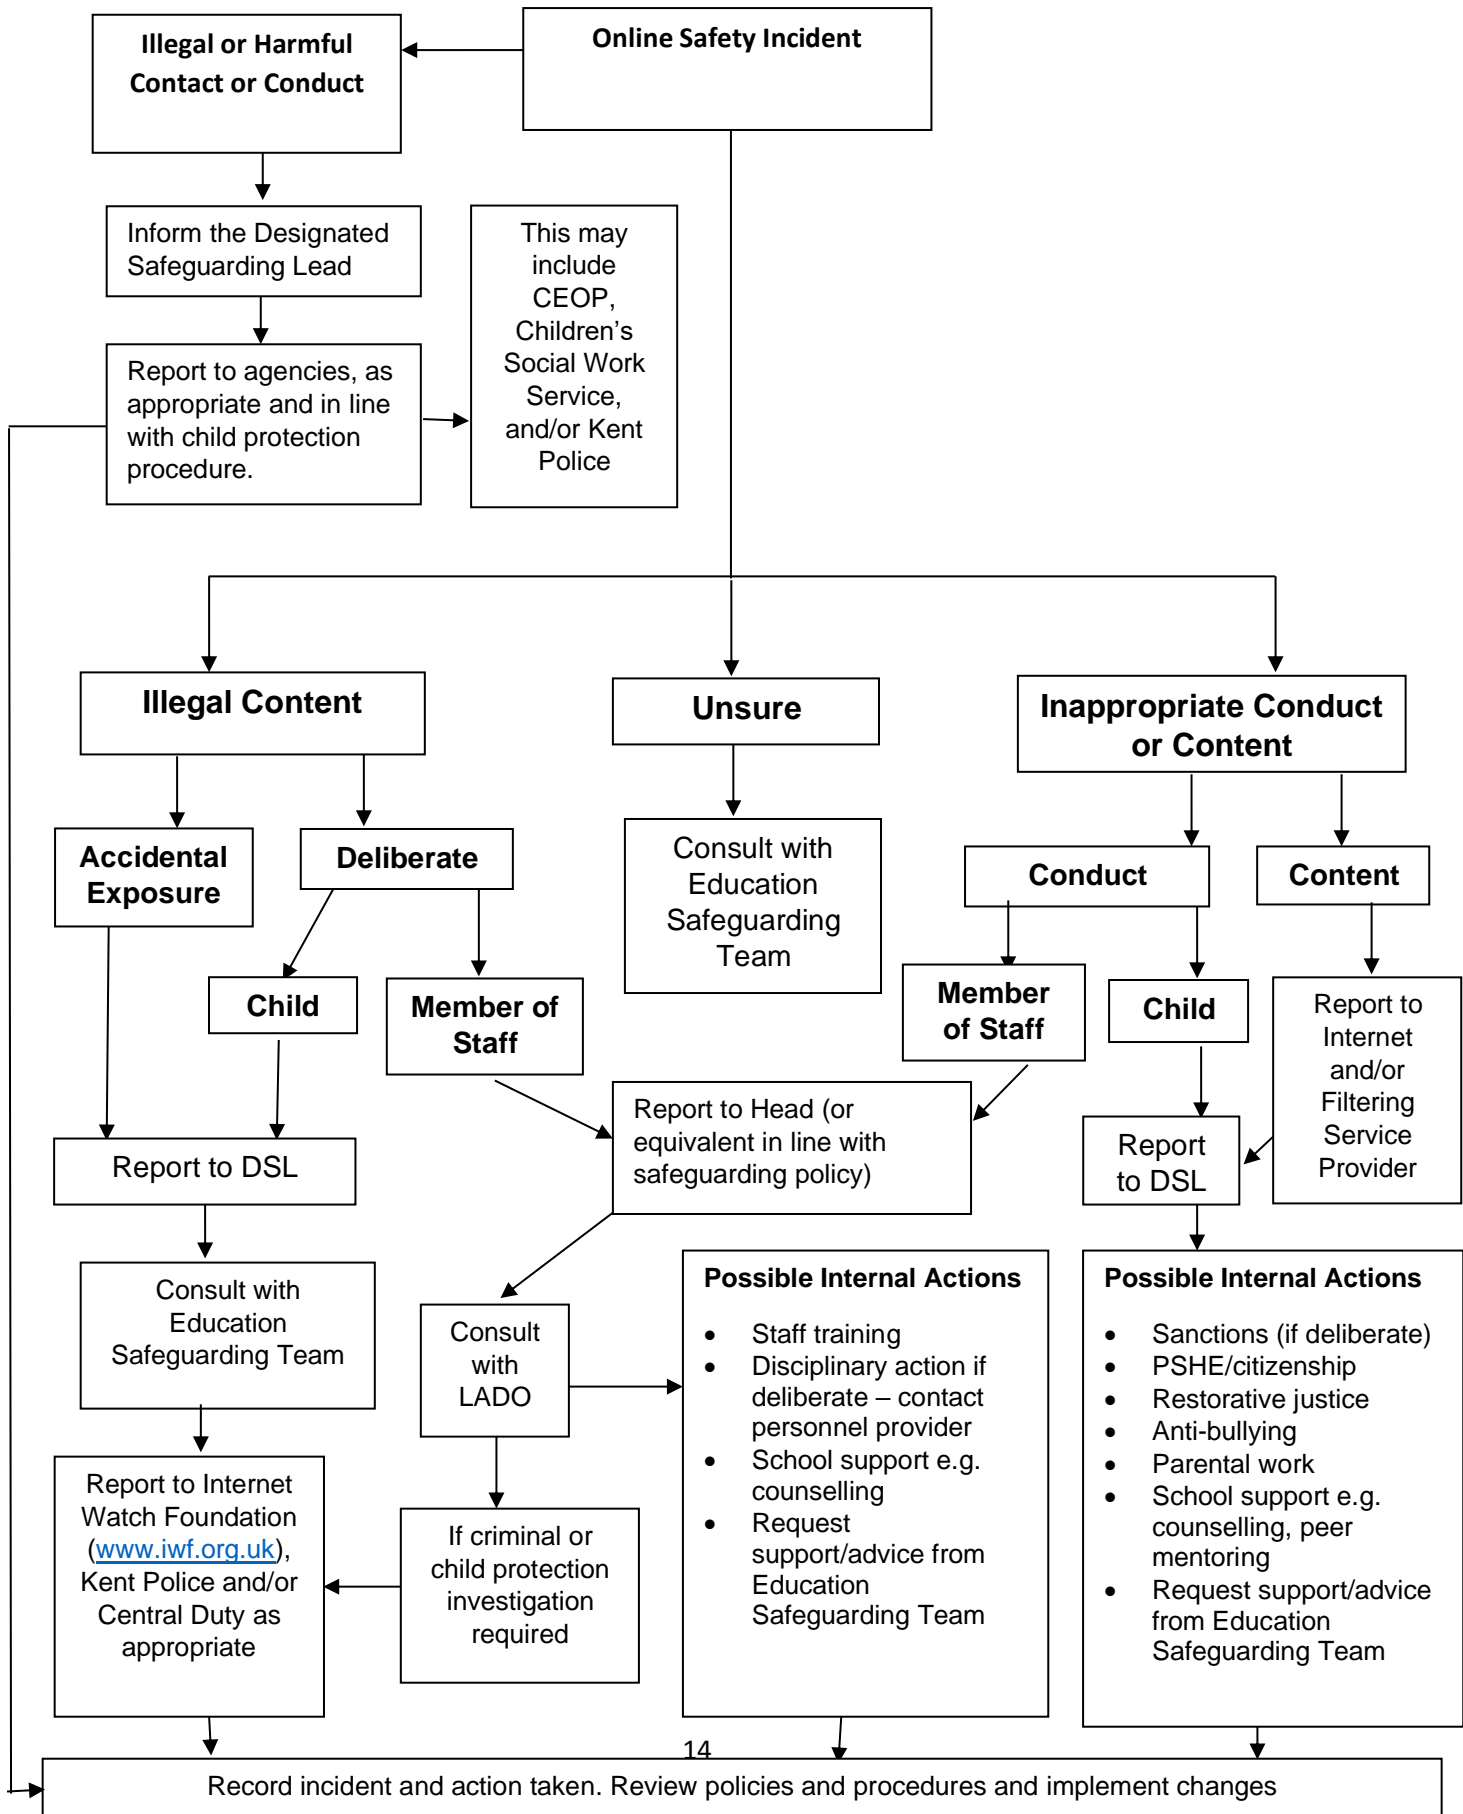 Illegal or Harmful
Contact or Conduct
Online Safety Incident
Inform the Designated
Safeguarding Lead
This may
include
CEOP,
Children's
Social Work
Service,
and/or Kent
Police
Report to agencies, as
appropriate and in line
with child protection
procedure.
Illegal Content
Unsure
Inappropriate Conduct
or Content
Accidental
Exposure
Deliberate
Consult with
Education
Safeguarding
Team
Conduct
Content
Child
Member of
Staff
Member
of Staff
Child
Report to
Internet
and/or
Filtering
Service
Provider
Report to DSL
Report to Head (or
equivalent in line with
safeguarding policy)
Report
to DSL
Consult with
Education
Safeguarding Team
Consult
with
LADO
Possible Internal Actions
• Staff training
• Disciplinary action if
deliberate – contact
personnel provider
• School support e.g.
counselling
• Request
support/advice from
Education
Safeguarding Team
Possible Internal Actions
• Sanctions (if deliberate)
• PSHE/citizenship
• Restorative justice
• Anti-bullying
• Parental work
• School support e.g.
counselling, peer
mentoring
• Request support/advice
from Education
Safeguarding Team
Report to Internet
Watch Foundation
(www.iwf.org.uk),
Kent Police and/or
Central Duty as
appropriate
If criminal or
child protection
investigation
required
14
Record incident and action taken. Review policies and procedures and implement changes